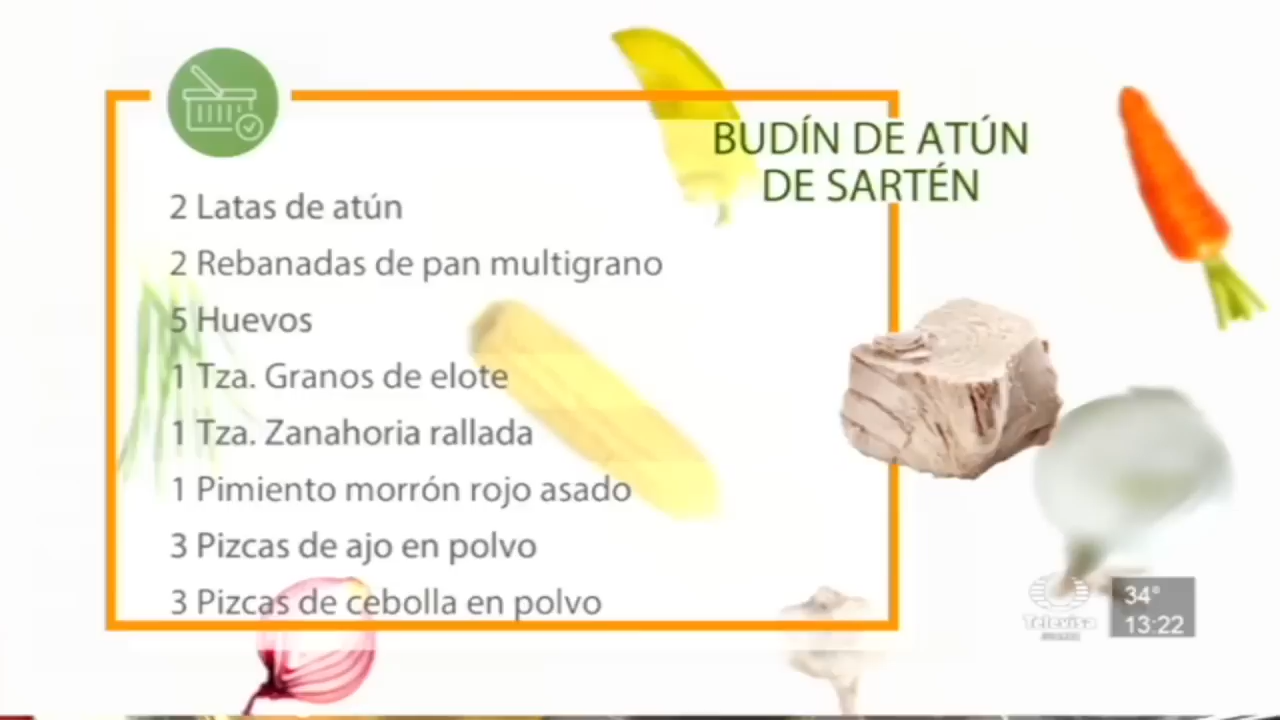 BUDÍN DE ATÚN
DE SARTÉN
2 Latas de atún
2 Rebanadas de pan multigrano
5 Huevos
1 Tza. Granos de elote
1 Tza. Zanahoria rallada
1 Pimiento morrón rojo asado
3 Pizcas de ajo en polvo
3 Pizcas de cebolla en polvo
Televisa
34°
13:22